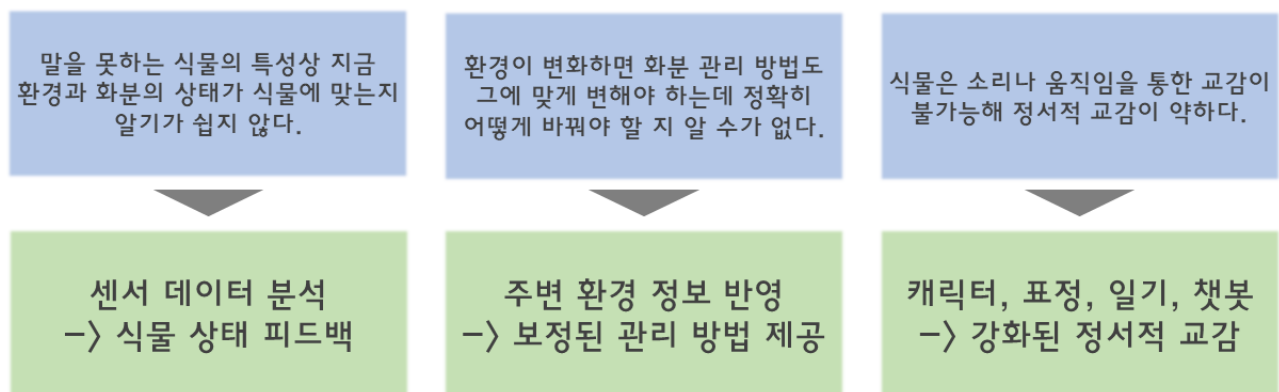 말을 못하는 식물의 특성상 지금
환경과 화분의 상태가 식물에 맞는지
알기가 쉽지 않다.
환경이 변화하면 화분 관리 방법도
그에 맞게 변해야 하는데 정확히
어떻게 바꿔야 할 지 알 수가 없다.
식물은 소리나 움직임을 통한 교감이
불가능해 정서적 교감이 약하다.
센서 데이터 분석
-> 식물 상태 피드백
주변 환경 정보 반영
-> 보정된 관리 방법 제공
캐릭터, 표정, 일기, 챗봇
-> 강화된 정서적 교감